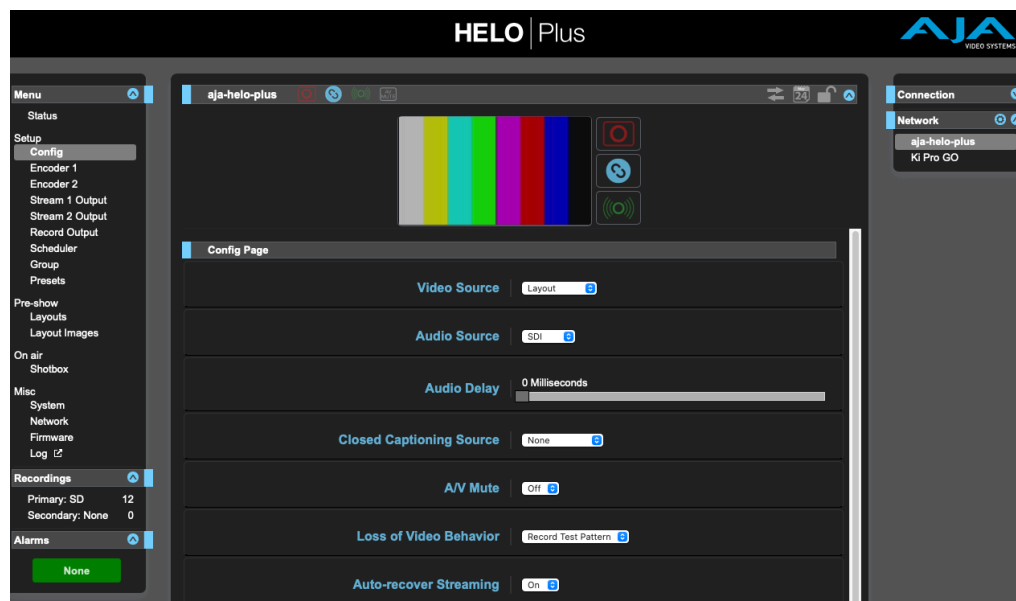 HELO Plus
AJA
VIDEO SYSTEMS
Menu
Status
Setup
Config
Encoder 1
Encoder 2
Stream 1 Output
Stream 2 Output
Record Output
Scheduler
Group
Presets
Pre-show
Layouts
Layout Images
On air
Shotbox
Misc
System
Network
Firmware
Log
Recordings
Primary: SD 12
Secondary: None 0
Alarms
None
aja-helo-plus
24
Config Page
Video Source Layout
Audio Source SDI
Audio Delay 0 Milliseconds
Closed Captioning Source None
A/V Mute Off
Loss of Video Behavior Record Test Pattern
Auto-recover Streaming On
Connection
Network
aja-helo-plus
Ki Pro GO